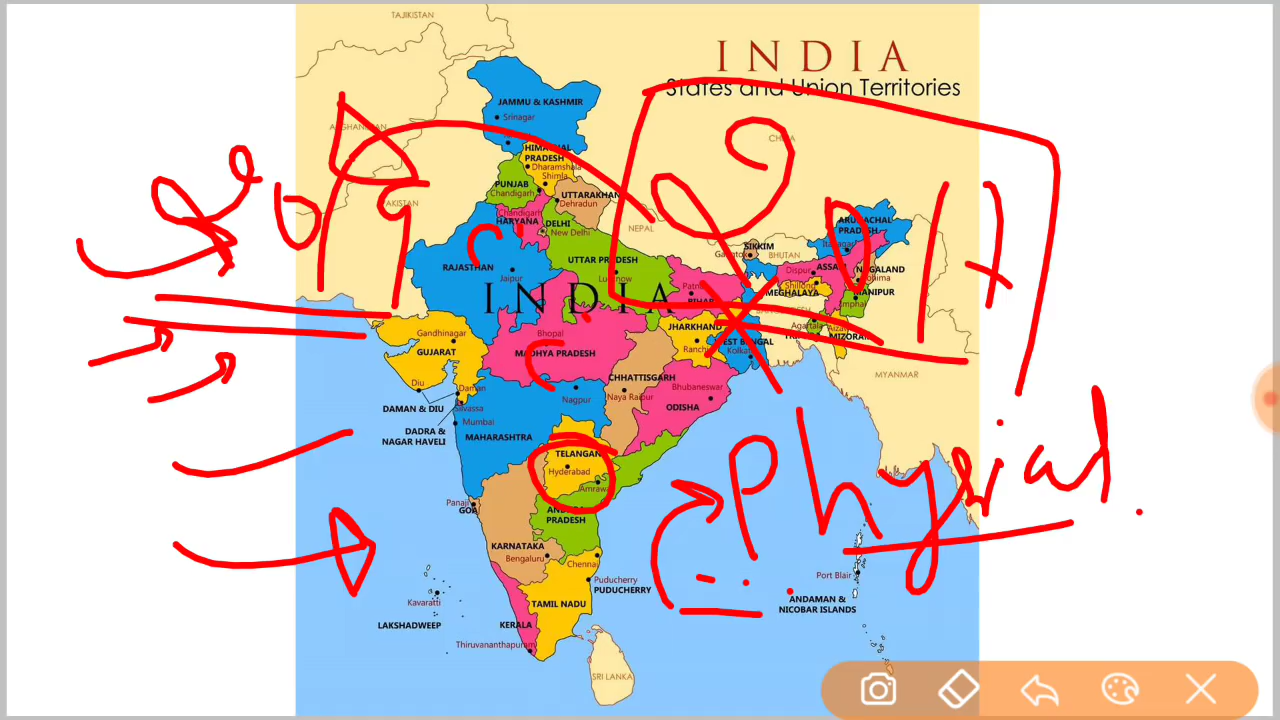 TAJIKISTAN
INDIA
States and Union Territories
JAMMU & KASHMIR
Srinagar
AFGHANISTAN
CHINA
HIMACHAL
PRADESH
Dharamshala
Shimla
PUNJAB
Chandigarh
PAKISTAN
UTTARAKHAND
Dehradun
Chandigarh
HARYANA
DELHI
New Delhi
NEPAL
ARUNACHAL
PRADESH
Itanagar
SIKKIM
Gangtok
BHUTAN
UTTAR PRADESH
Lucknow
RAJASTHAN
Jaipur
ASSAM
Dispur
NAGALAND
Kohima
Shillong
MEGHALAYA
MANIPUR
Imphal
Patna
BIHAR
INDIA
Agartala
MIZORAM
Gandhinagar
GUJARAT
Bhopal
MADHYA PRADESH
JHARKHAND
Ranchi
WEST BENGAL
Kolkata
MYANMAR
Diu
Daman
DAMAN & DIU
Silvassa
CHHATTISGARH
Naya Raipur
Bhubaneswar
ODISHA
Nagpur
DADRA &
NAGAR HAVELI
Mumbai
MAHARASHTRA
TELANGANA
Hyderabad
Amravati
Physical
Panaji
GOA
ANDHRA
PRADESH
KARNATAKA
Bengaluru
Chennai
Puducherry
PUDUCHERRY
Port Blair
ANDAMAN &
NICOBAR ISLANDS
Kavaratti
LAKSHADWEEP
TAMIL NADU
KERALA
Thiruvananthapuram
SRI LANKA